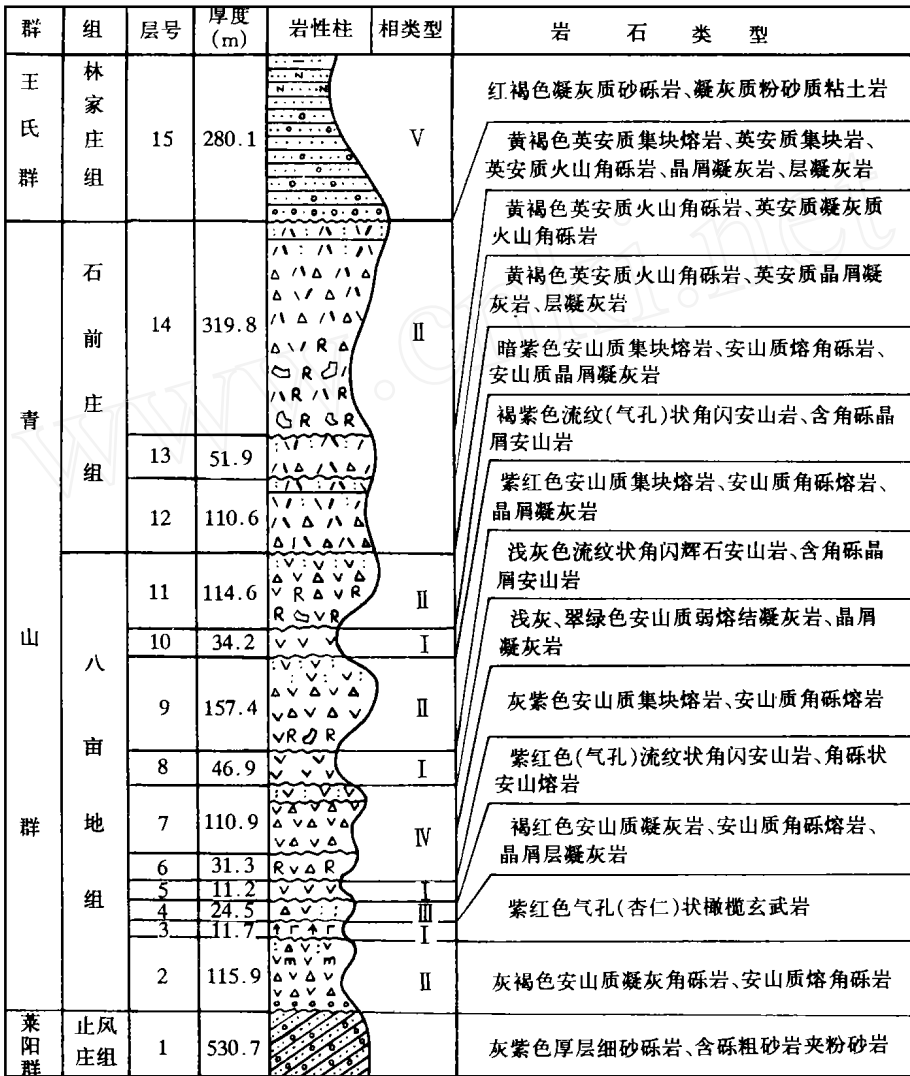 群 组 层号 厚度(m) 岩性柱 相类型 岩 石 类 型
王氏群 林家庄组 15 280.1 V 红褐色凝灰质砂砾岩、凝灰质粉砂质粘土岩
黄褐色英安质集块熔岩、英安质集块岩、
英安质火山角砾岩、晶屑凝灰岩、层凝灰岩
青山群 石前庄组 14 319.8 Ⅱ
黄褐色英安质火山角砾岩、英安质凝灰质
火山角砾岩
13 51.9
黄褐色英安质火山角砾岩、英安质晶屑凝
灰岩、层凝灰岩
12 110.6
暗紫色安山质集块熔岩、安山质熔角砾岩、
安山质晶屑凝灰岩
八亩地组 11 114.6 Ⅱ
褐紫色流纹(气孔)状角闪安山岩、含角砾晶
屑安山岩
10 34.2 Ⅰ
紫红色安山质集块熔岩、安山质角砾熔岩、
晶屑凝灰岩
9 157.4 Ⅱ
浅灰色流纹状角闪辉石安山岩、含角砾晶
屑安山岩
8 46.9 Ⅰ
浅灰、翠绿色安山质弱熔结凝灰岩、晶屑
凝灰岩
7 110.9 Ⅳ
灰紫色安山质集块熔岩、安山质角砾熔岩
6 31.3
紫红色(气孔)流纹状角闪安山岩、角砾状
安山熔岩
5 11.2 Ⅰ
褐红色安山质凝灰岩、安山质角砾熔岩、
晶屑层凝灰岩
4 24.5 Ⅲ
紫红色气孔(杏仁)状橄榄玄武岩
3 11.7 Ⅰ
2 115.9 Ⅱ 灰褐色安山质凝灰角砾岩、安山质熔角砾岩
莱阳群 止风庄组 1 530.7 灰紫色厚层细砂砾岩、含砾粗砂岩夹粉砂岩
www.cnki.net